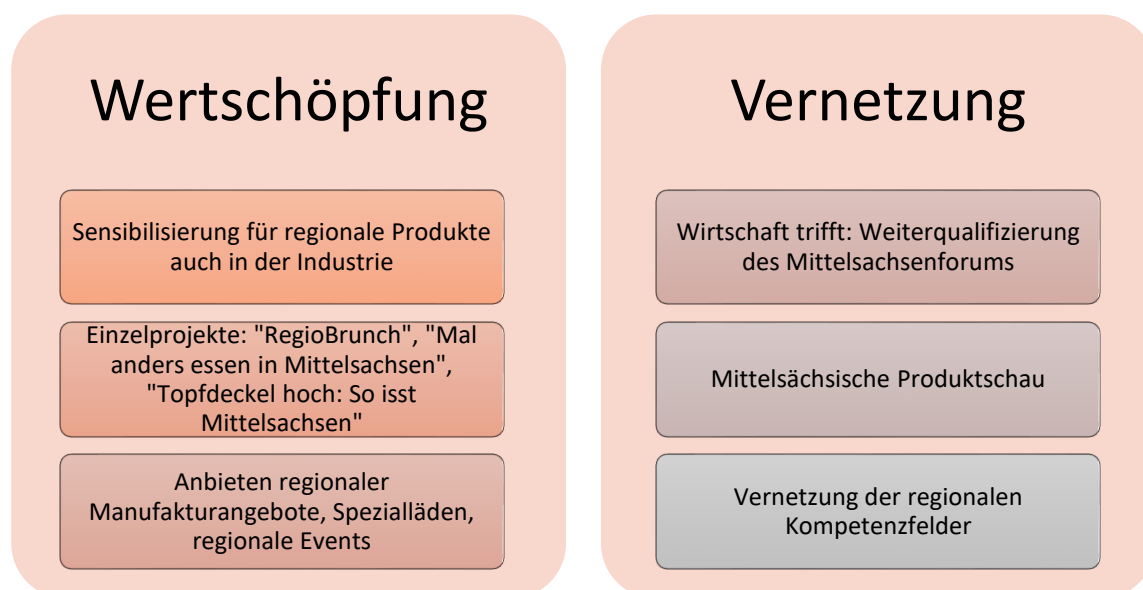 Wertschöpfung
Sensibilisierung für regionale Produkte
auch in der Industrie
Einzelprojekte: "RegioBrunch", "Mal
anders essen in Mittelsachsen",
"Topfdeckel hoch: So isst
Mittelsachsen"
Anbieten regionaler
Manufakturangebote, Spezialläden,
regionale Events
Vernetzung
Wirtschaft trifft: Weiterqualifizierung
des Mittelsachsenforums
Mittelsächsische Produktschau
Vernetzung der regionalen
Kompetenzfelder